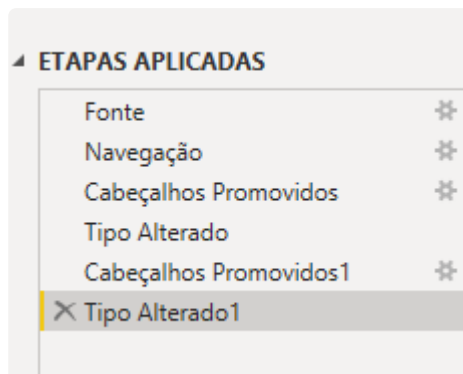 ETAPAS APLICADAS
Fonte
Navegação
Cabeçalhos Promovidos
Tipo Alterado
Cabeçalhos Promovidos1
Tipo Alterado1